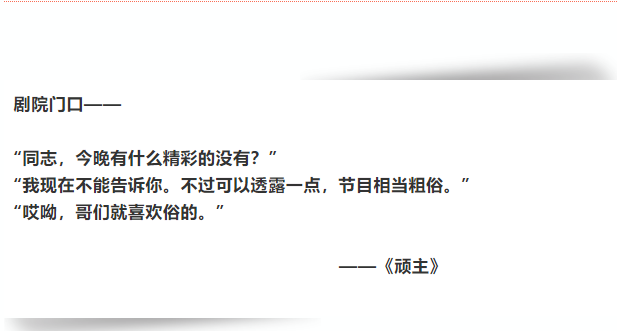 剧院门口——
“同志，今晚有什么精彩的没有？”
“我现在不能告诉你。不过可以透露一点，节目相当粗俗。”
“哎呦，哥们就喜欢俗的。”
——《顽主》